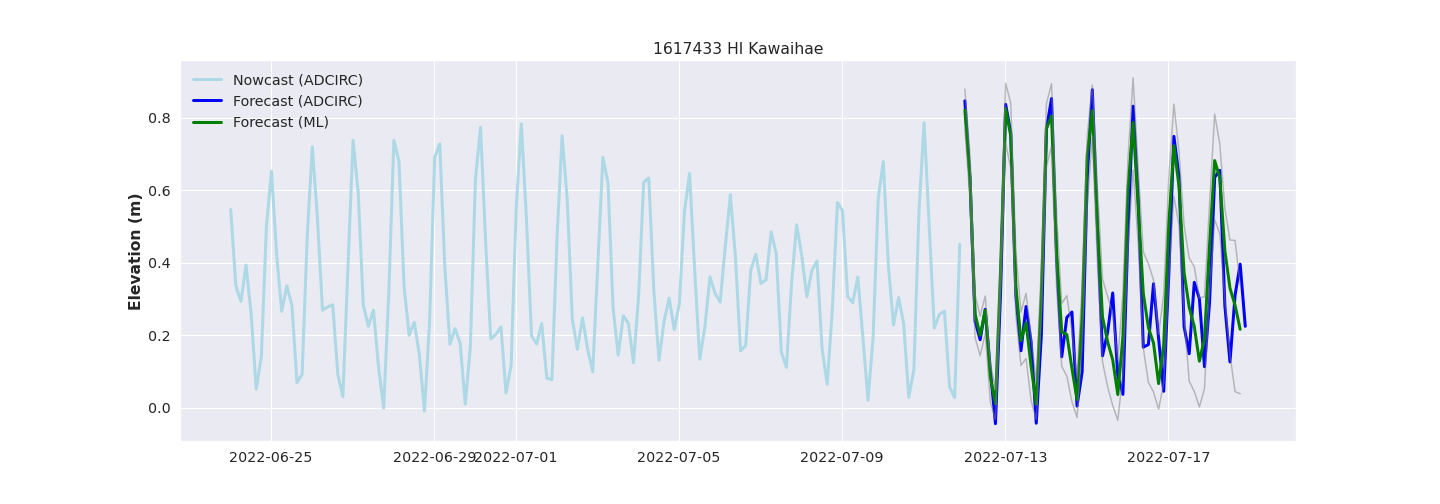 1617433 HI Kawaihae
Nowcast (ADCIRC)
Forecast (ADCIRC)
Forecast (ML)
Elevation (m)
0.8
0.6
0.4
0.2
0.0
2022-06-25 2022-06-29 2022-07-01 2022-07-05 2022-07-09 2022-07-13 2022-07-17